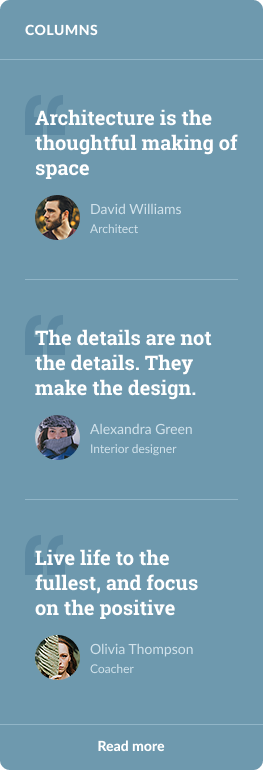 COLUMNS
Architecture is the
thoughtful making of
space
David Williams
Architect
The details are not
the details. They
make the design.
Alexandra Green
Interior designer
Live life to the
fullest, and focus
on the positive
Olivia Thompson
Coacher
Read more